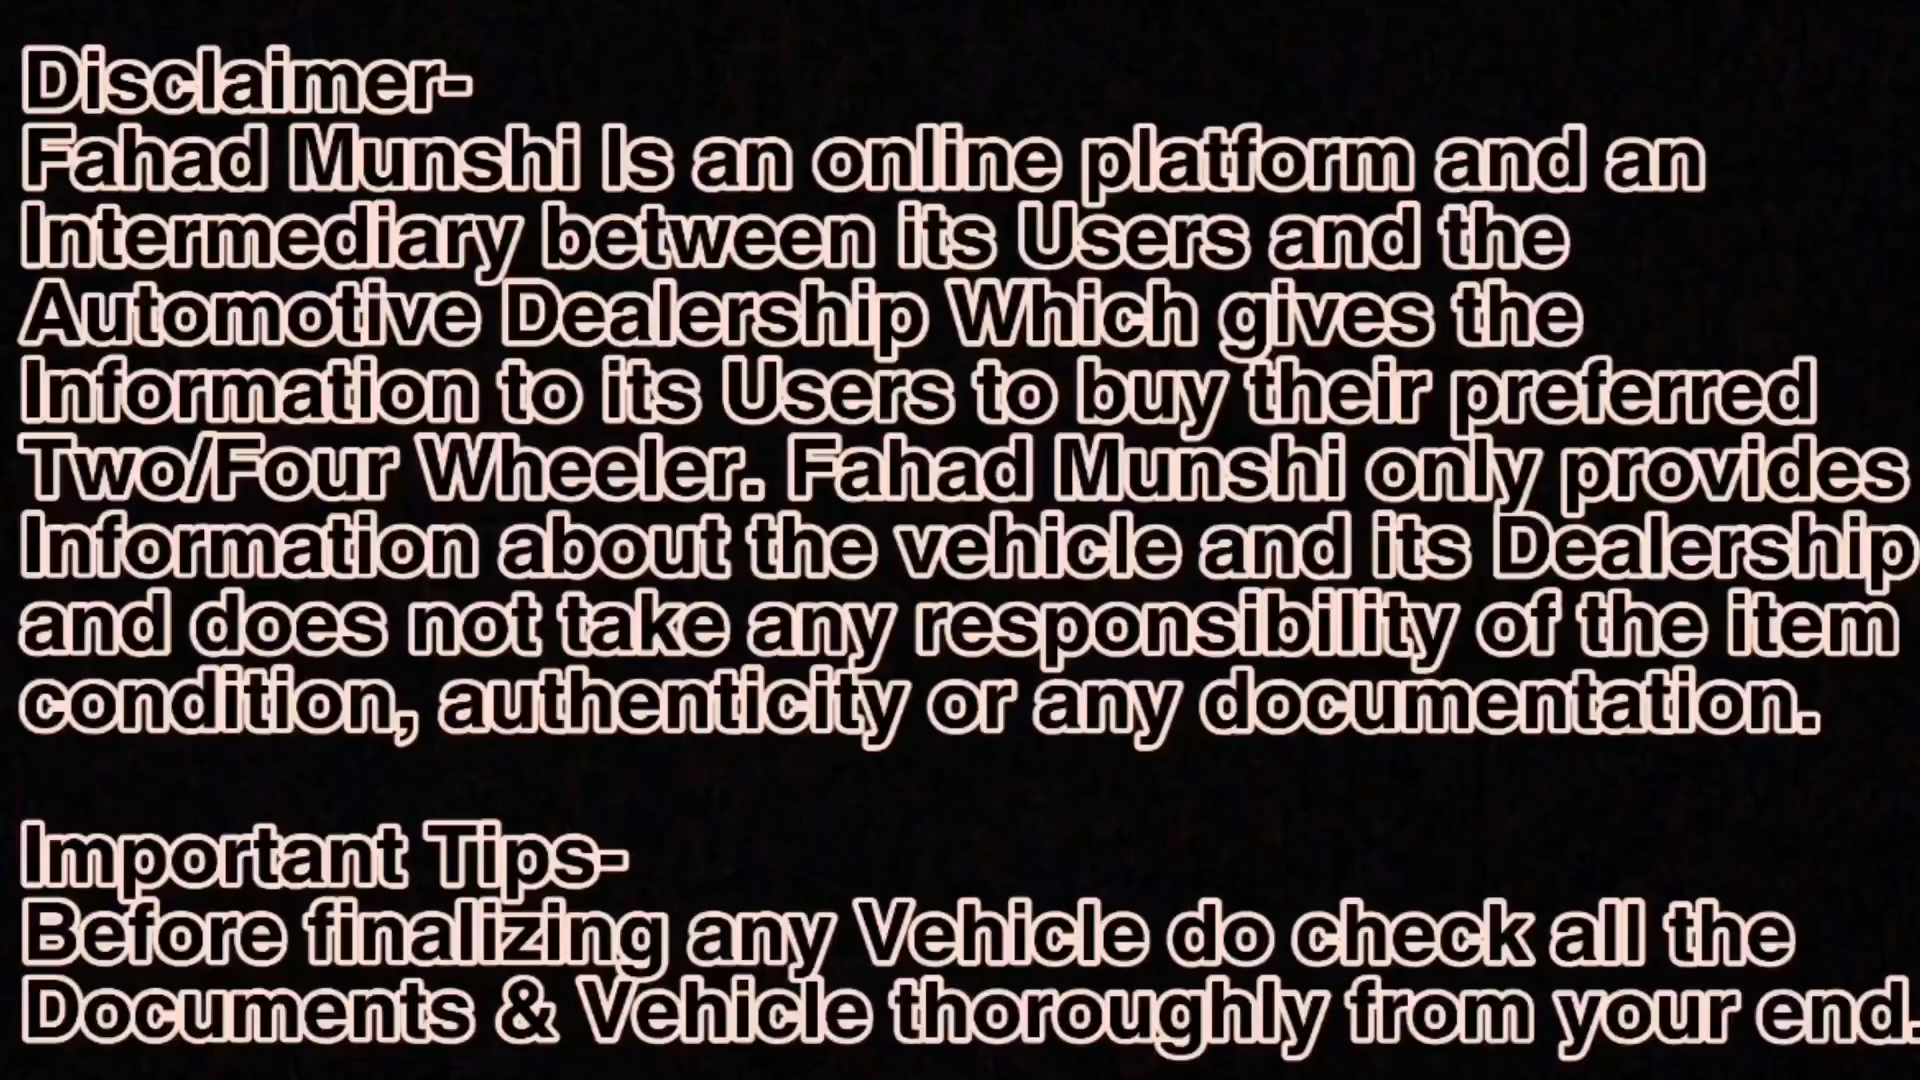 Disclaimer-
Fahad Munshi Is an online platform and an
Intermediary between its Users and the
Automotive Dealership Which gives the
Information to its Users to buy their preferred
Two/Four Wheeler. Fahad Munshi only provides
Information about the vehicle and its Dealership
and does not take any responsibility of the item
condition, authenticity or any documentation.
Important Tips-
Before finalizing any Vehicle do check all the
Documents & Vehicle thoroughly from your end.